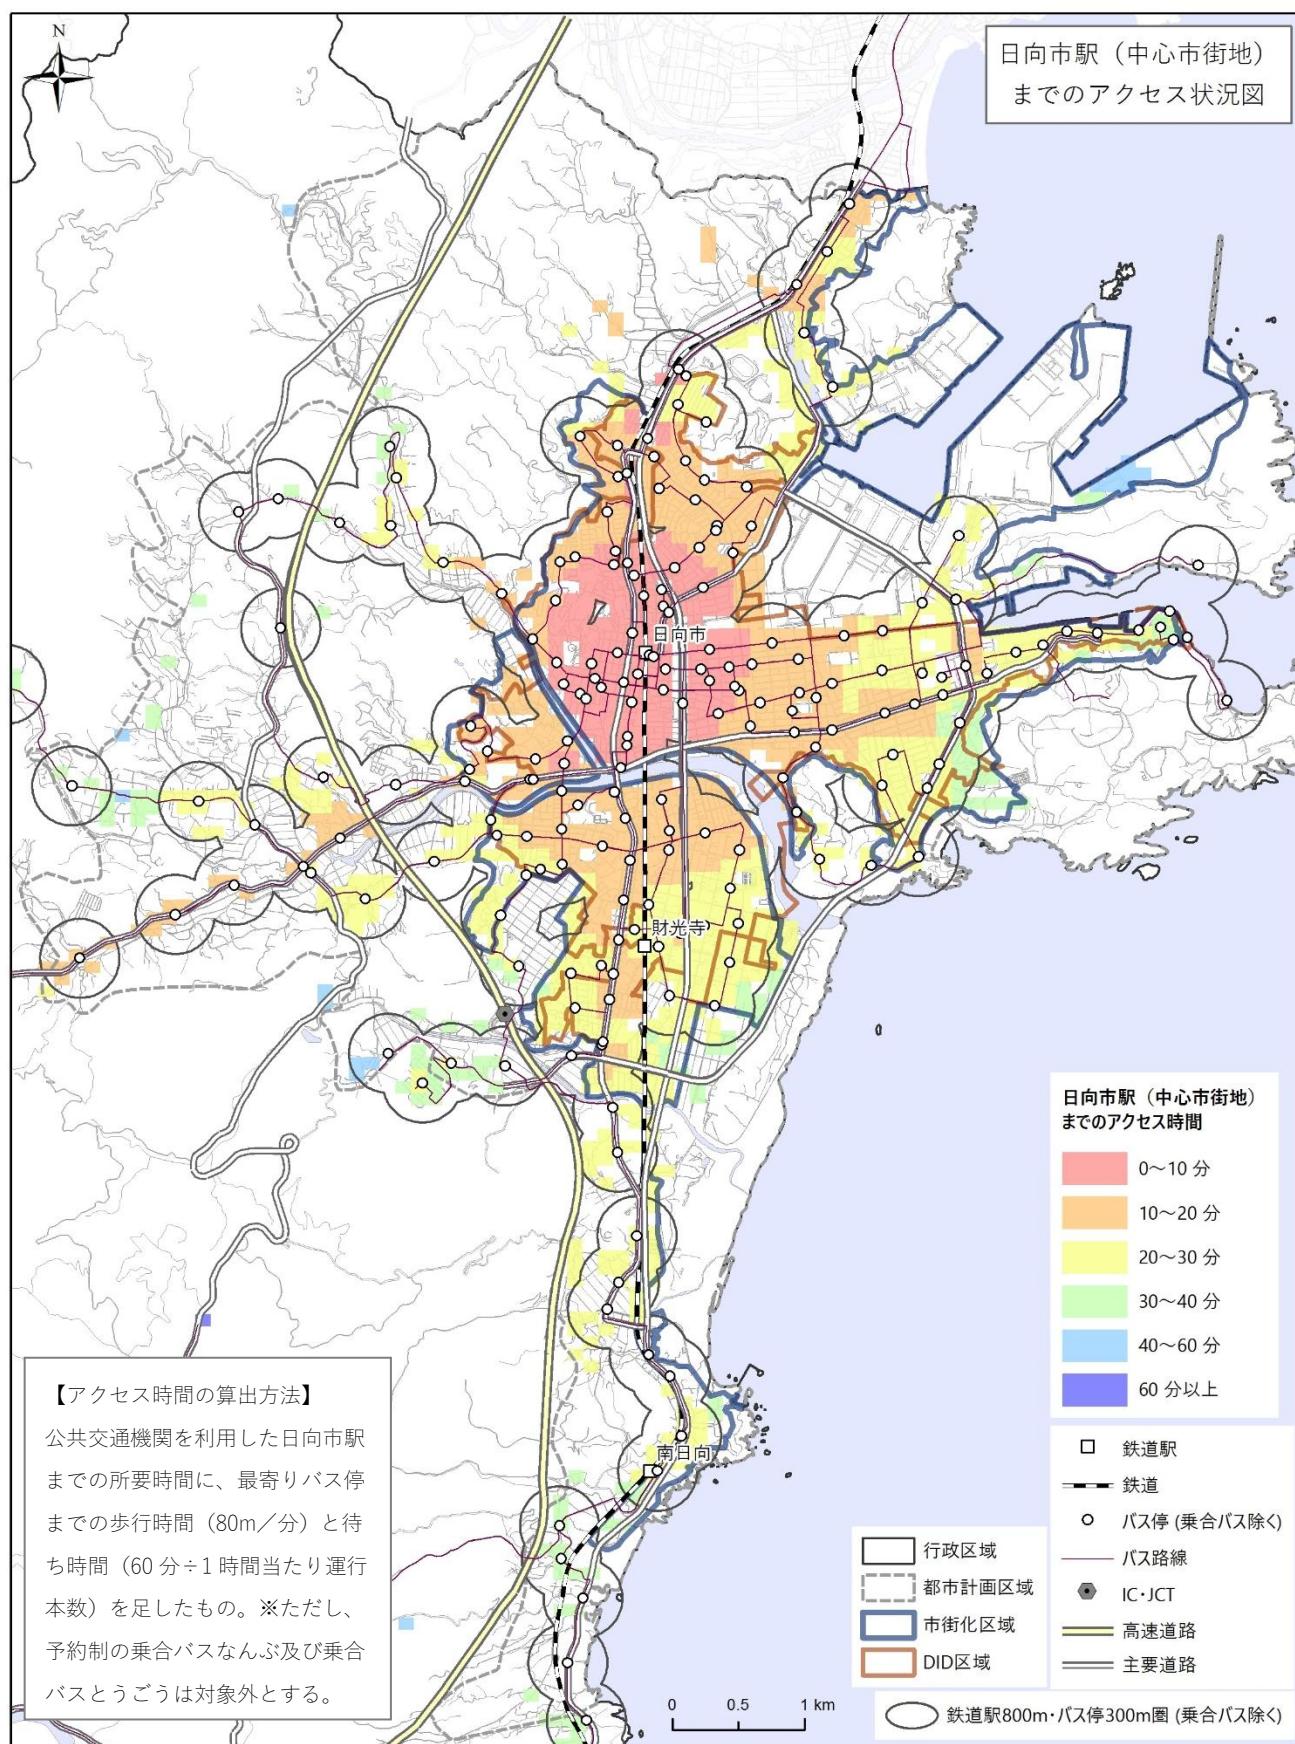 N
日向市駅（中心市街地）
までのアクセス状況図
日向市
財光寺
南日向
日向市駅（中心市街地）
までのアクセス時間
0～10 分
10～20 分
20～30 分
30～40 分
40～60 分
60 分以上
【アクセス時間の算出方法】
公共交通機関を利用した日向市駅
までの所要時間に、最寄りバス停
までの歩行時間（80m／分）と待
ち時間（60 分÷1 時間当たり運行
本数）を足したもの。※ただし、
予約制の乗合バスなんぶ及び乗合
バスとうごうは対象外とする。
0 0.5 1 km
行政区域
都市計画区域
市街化区域
DID区域
鉄道駅
鉄道
バス停 (乗合バス除く)
バス路線
IC・JCT
高速道路
主要道路
鉄道駅800m・バス停300m圏 (乗合バス除く)